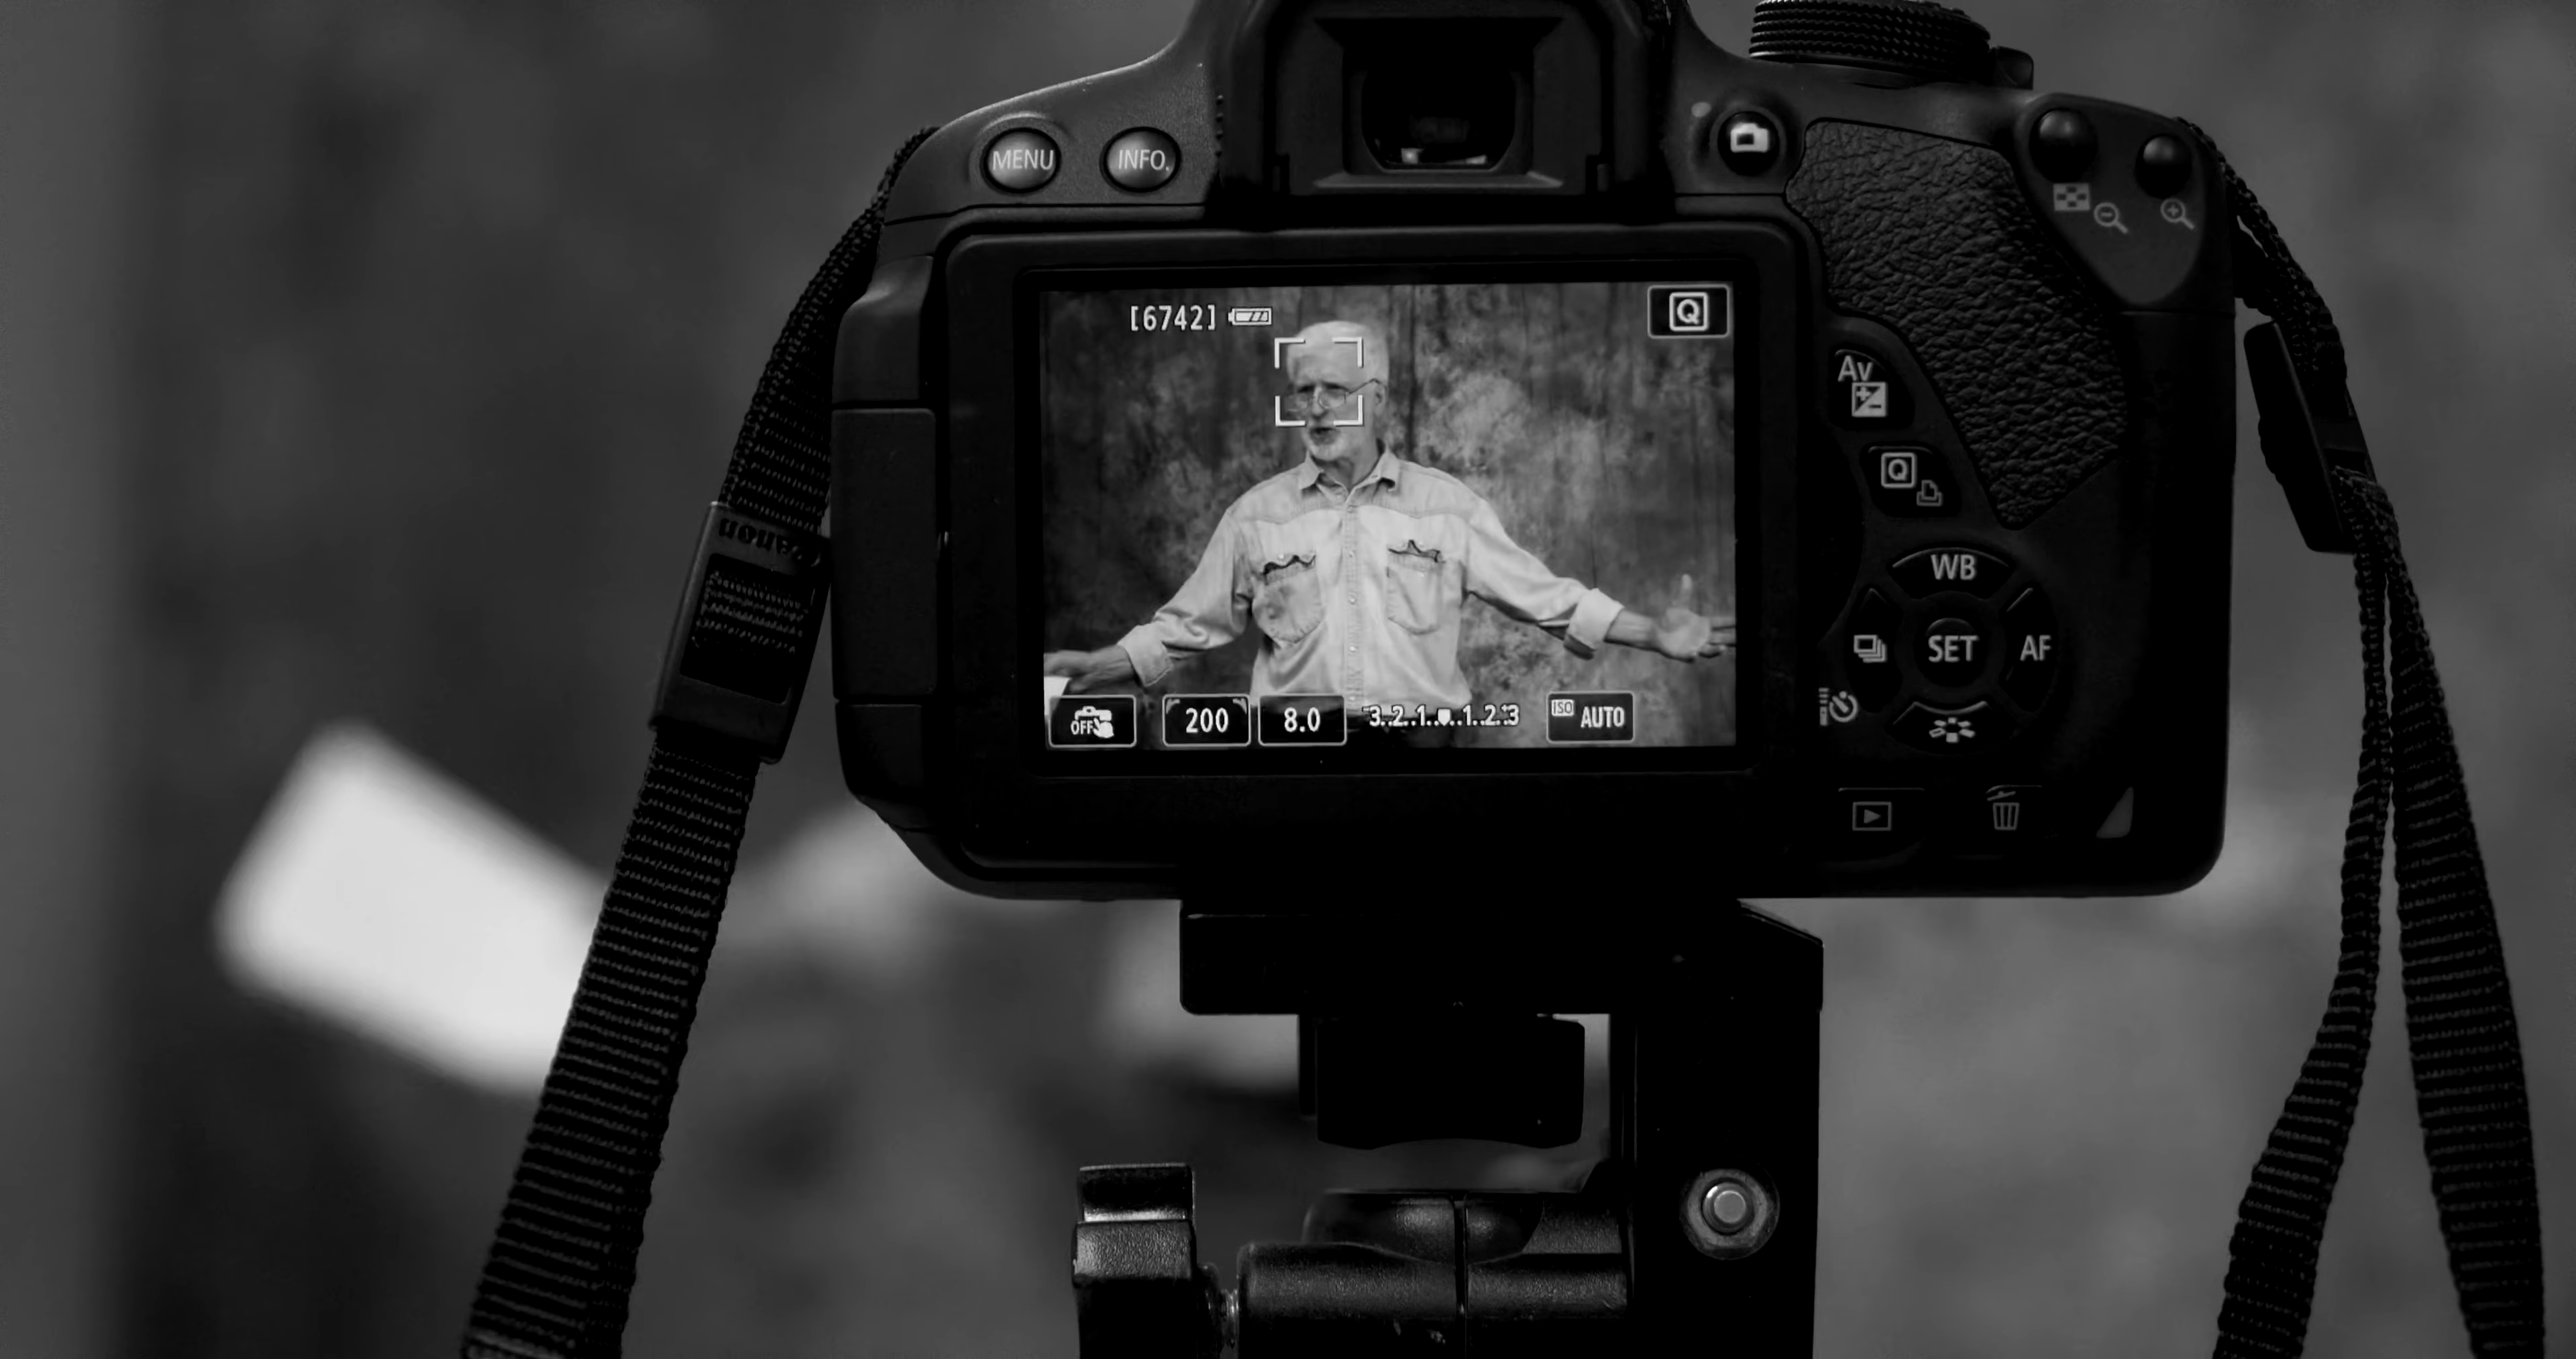 MENU INFO.
[6742]
Q
Av
Q
Canon
WB
SET AF
OFF 200 8.0 3..2..1..1..2..3 ISO AUTO